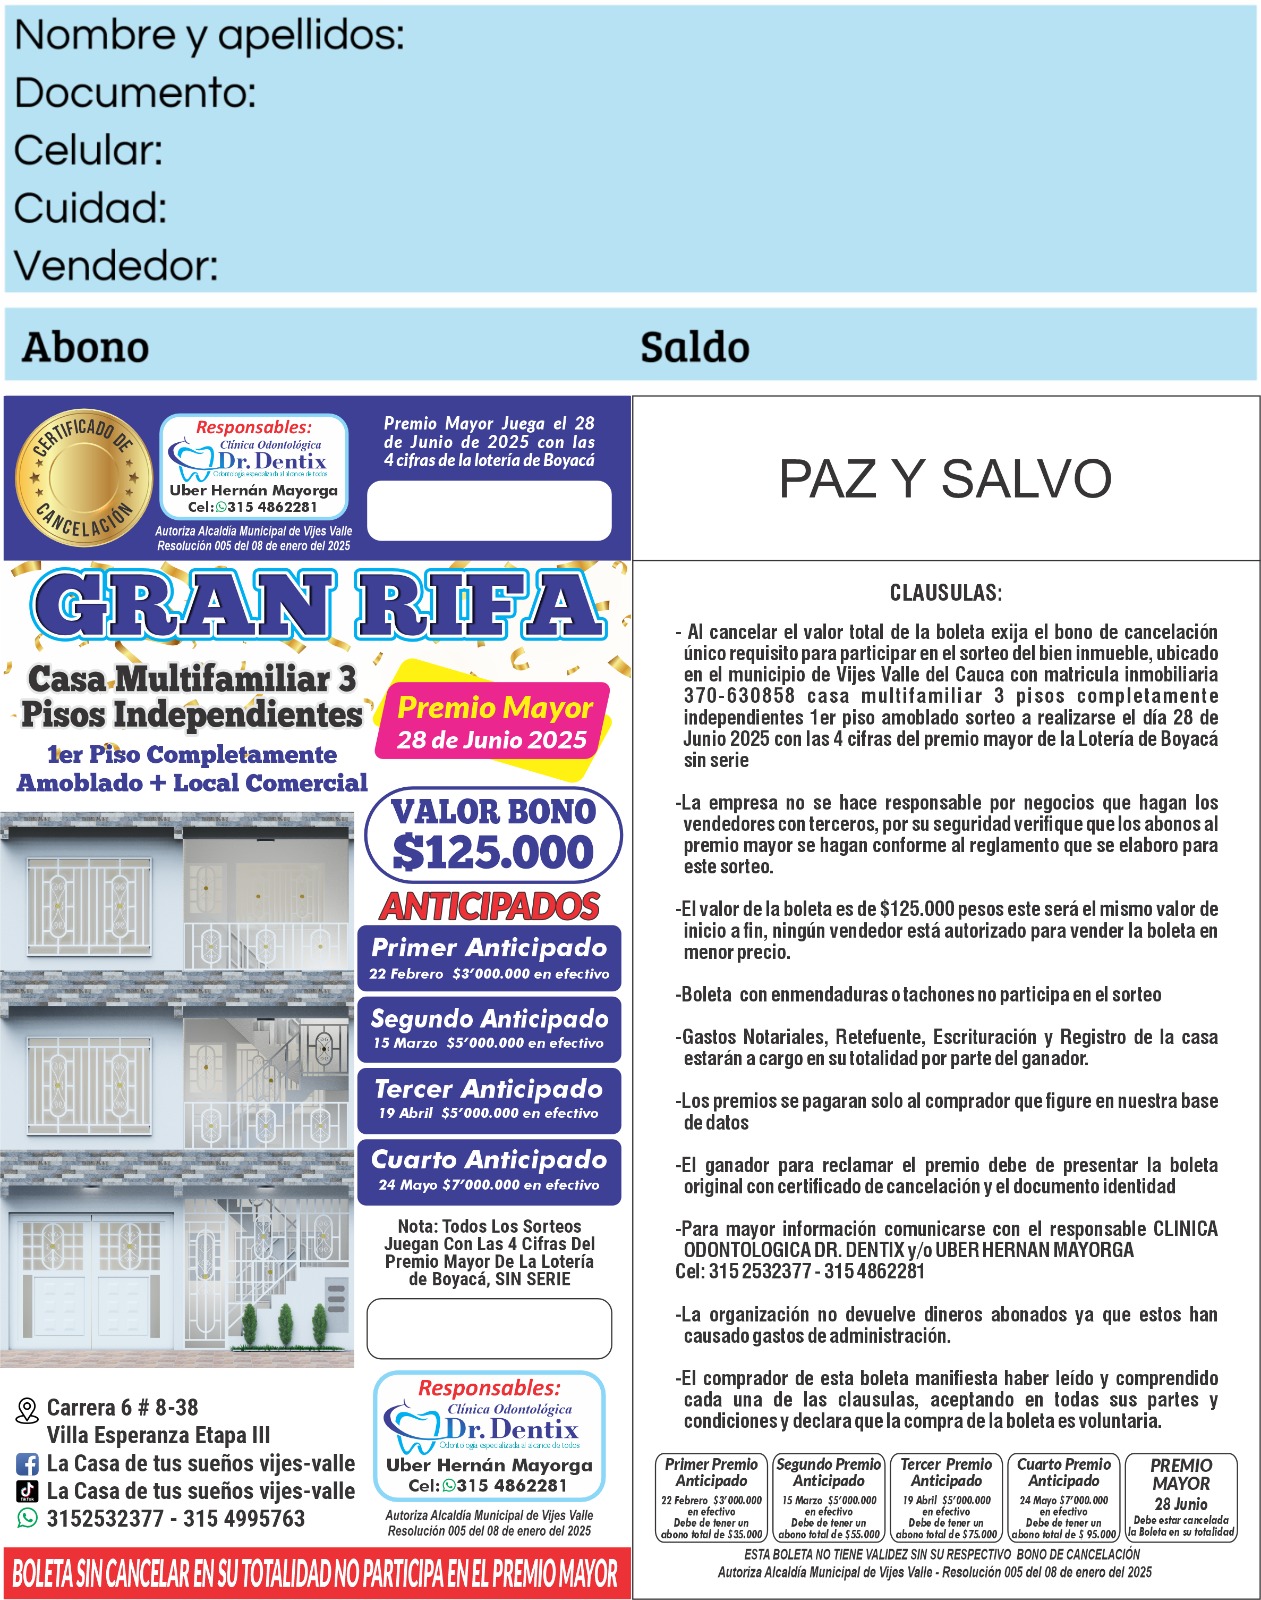 Nombre y apellidos:
Documento:
Celular:
Cuidad:
Vendedor:
Abono
Saldo
CERTIFICADO DE
CANCELACIÓN
Responsables:
Clínica Odontológica
Dr. Dentix
Odontologia especializada al alcance de todos
Uber Hernán Mayorga
Cel: 315 4862281
Autoriza Alcaldía Municipal de Vijes Valle
Resolución 005 del 08 de enero del 2025
Premio Mayor Juega el 28
de Junio de 2025 con las
4 cifras de la lotería de Boyacá
GRAN RIFA
Casa Multifamiliar 3
Pisos Independientes
1er Piso Completamente
Amoblado + Local Comercial
Premio Mayor
28 de Junio 2025
VALOR BONO
$125.000
ANTICIPADOS
Primer Anticipado
22 Febrero $3’000.000 en efectivo
Segundo Anticipado
15 Marzo $5’000.000 en efectivo
Tercer Anticipado
19 Abril $5’000.000 en efectivo
Cuarto Anticipado
24 Mayo $7’000.000 en efectivo
Nota: Todos Los Sorteos
Juegan Con Las 4 Cifras Del
Premio Mayor De La Lotería
de Boyacá, SIN SERIE
Responsables:
Clínica Odontológica
Dr. Dentix
Odontologia especializada al alcance de todos
Uber Hernán Mayorga
Cel: 315 4862281
Autoriza Alcaldía Municipal de Vijes Valle
Resolución 005 del 08 de enero del 2025
Carrera 6 # 8-38
Villa Esperanza Etapa III
La Casa de tus sueños vijes-valle
TikTok
La Casa de tus sueños vijes-valle
3152532377 - 315 4995763
BOLETA SIN CANCELAR EN SU TOTALIDAD NO PARTICIPA EN EL PREMIO MAYOR
PAZ Y SALVO
CLAUSULAS:
- Al cancelar el valor total de la boleta exija el bono de cancelación
único requisito para participar en el sorteo del bien inmueble, ubicado
en el municipio de Vijes Valle del Cauca con matricula inmobiliaria
370-630858 casa multifamiliar 3 pisos completamente
independientes 1er piso amoblado sorteo a realizarse el día 28 de
Junio 2025 con las 4 cifras del premio mayor de la Lotería de Boyacá
sin serie
-La empresa no se hace responsable por negocios que hagan los
vendedores con terceros, por su seguridad verifique que los abonos al
premio mayor se hagan conforme al reglamento que se elaboro para
este sorteo.
-El valor de la boleta es de $125.000 pesos este será el mismo valor de
inicio a fin, ningún vendedor está autorizado para vender la boleta en
menor precio.
-Boleta con enmendaduras o tachones no participa en el sorteo
-Gastos Notariales, Retefuente, Escrituración y Registro de la casa
estarán a cargo en su totalidad por parte del ganador.
-Los premios se pagaran solo al comprador que figure en nuestra base
de datos
-El ganador para reclamar el premio debe de presentar la boleta
original con certificado de cancelación y el documento identidad
-Para mayor información comunicarse con el responsable CLINICA
ODONTOLOGICA DR. DENTIX y/o UBER HERNAN MAYORGA
Cel: 315 2532377 - 315 4862281
-La organización no devuelve dineros abonados ya que estos han
causado gastos de administración.
-El comprador de esta boleta manifiesta haber leído y comprendido
cada una de las clausulas, aceptando en todas sus partes y
condiciones y declara que la compra de la boleta es voluntaria.
Primer Premio
Anticipado
22 Febrero $3’000.000
en efectivo
Debe de tener un
abono total de $35.000
Segundo Premio
Anticipado
15 Marzo $5’000.000
en efectivo
Debe de tener un
abono total de $55.000
Tercer Premio
Anticipado
19 Abril $5’000.000
en efectivo
Debe de tener un
abono total de $75.000
Cuarto Premio
Anticipado
24 Mayo $7’000.000
en efectivo
Debe de tener un
abono total de $ 95.000
PREMIO
MAYOR
28 Junio
Debe estar cancelada
la Boleta en su totalidad
ESTA BOLETA NO TIENE VALIDEZ SIN SU RESPECTIVO BONO DE CANCELACIÓN
Autoriza Alcaldía Municipal de Vijes Valle - Resolución 005 del 08 de enero del 2025